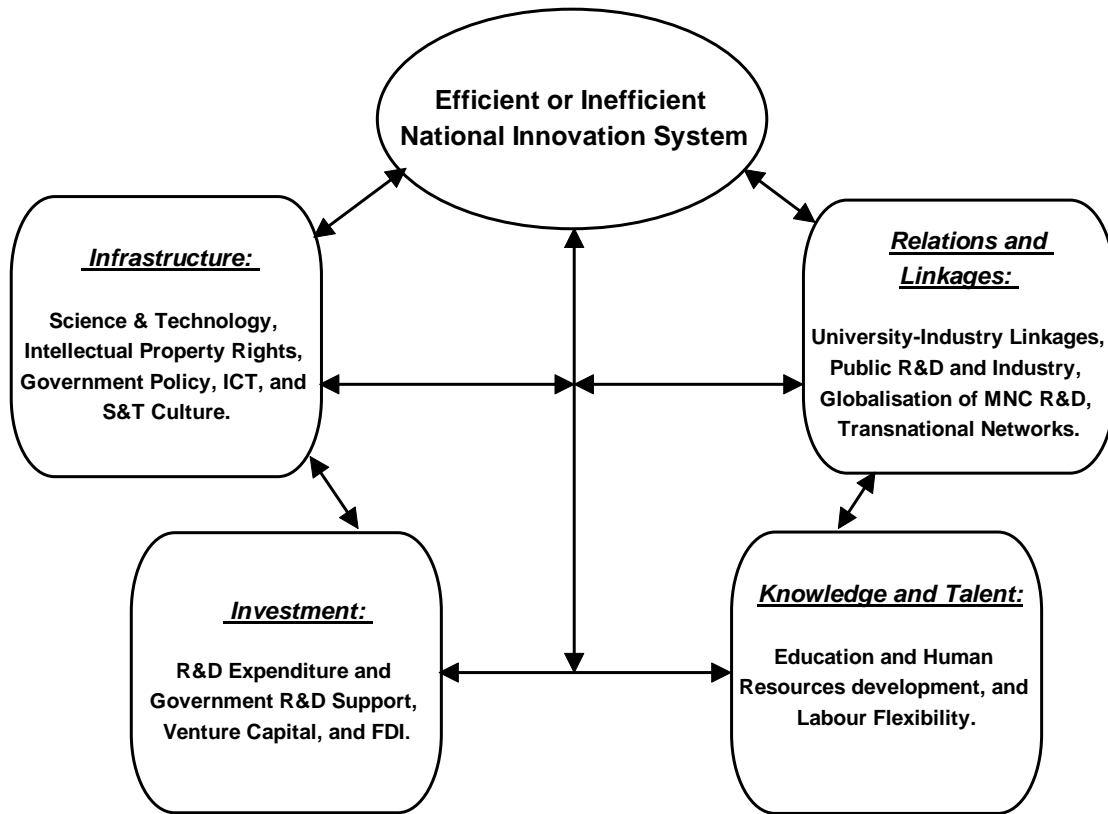 Efficient or Inefficient
National Innovation System
Infrastructure:
Science & Technology,
Intellectual Property Rights,
Government Policy, ICT, and
S&T Culture.
Relations and
Linkages:
University-Industry Linkages,
Public R&D and Industry,
Globalisation of MNC R&D,
Transnational Networks.
Investment:
R&D Expenditure and
Government R&D Support,
Venture Capital, and FDI.
Knowledge and Talent:
Education and Human
Resources development, and
Labour Flexibility.